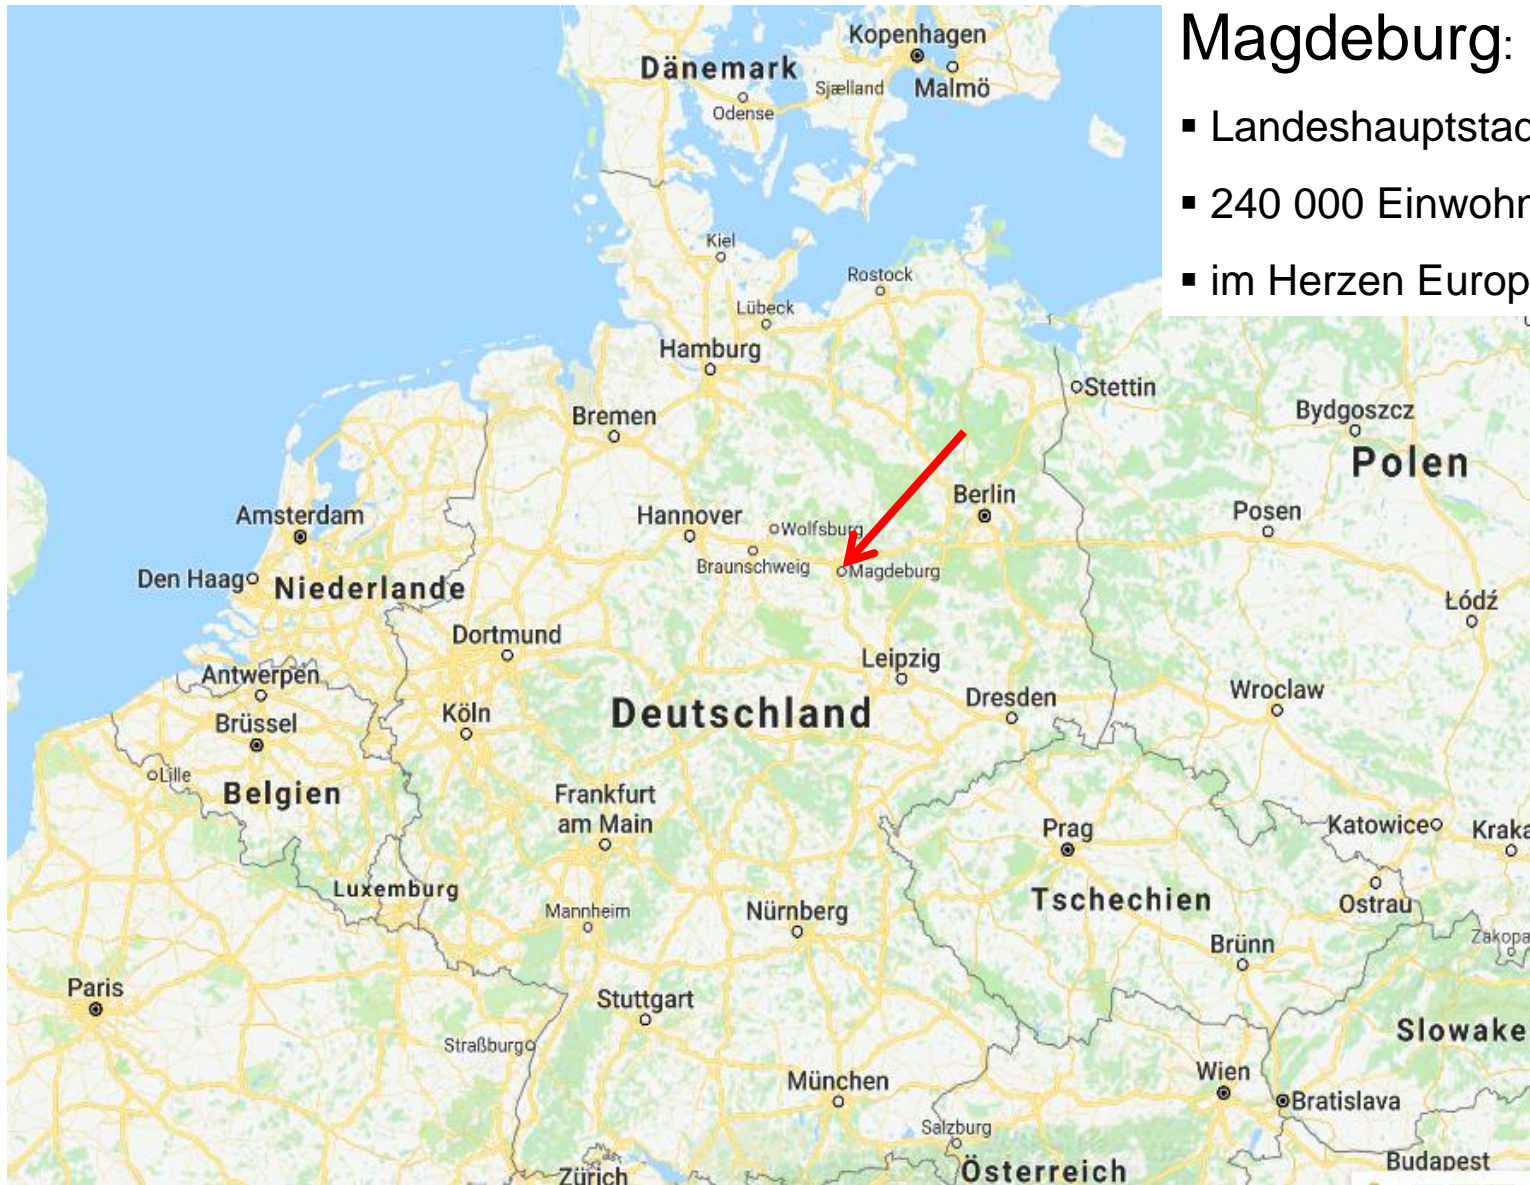 Magdeburg:
▪ Landeshauptstad
▪ 240 000 Einwohn
▪ im Herzen Europ
Kopenhagen
Dänemark
Sjælland
Malmö
Odense
Kiel
Rostock
Lübeck
Hamburg
Stettin
Bremen
Bydgoszcz
Polen
Berlin
Amsterdam
Hannover
Wolfsburg
Posen
Braunschweig
Magdeburg
Den Haag
Niederlande
Łódź
Dortmund
Leipzig
Antwerpen
Dresden
Wroclaw
Brüssel
Köln
Deutschland
Lille
Belgien
Frankfurt
am Main
Prag
Katowice
Kraka
Luxemburg
Tschechien
Ostrau
Mannheim
Nürnberg
Brünn
Zakopa
Paris
Stuttgart
Slowake
Straßburg
München
Wien
Bratislava
Salzburg
Zürich
Österreich
Budapest